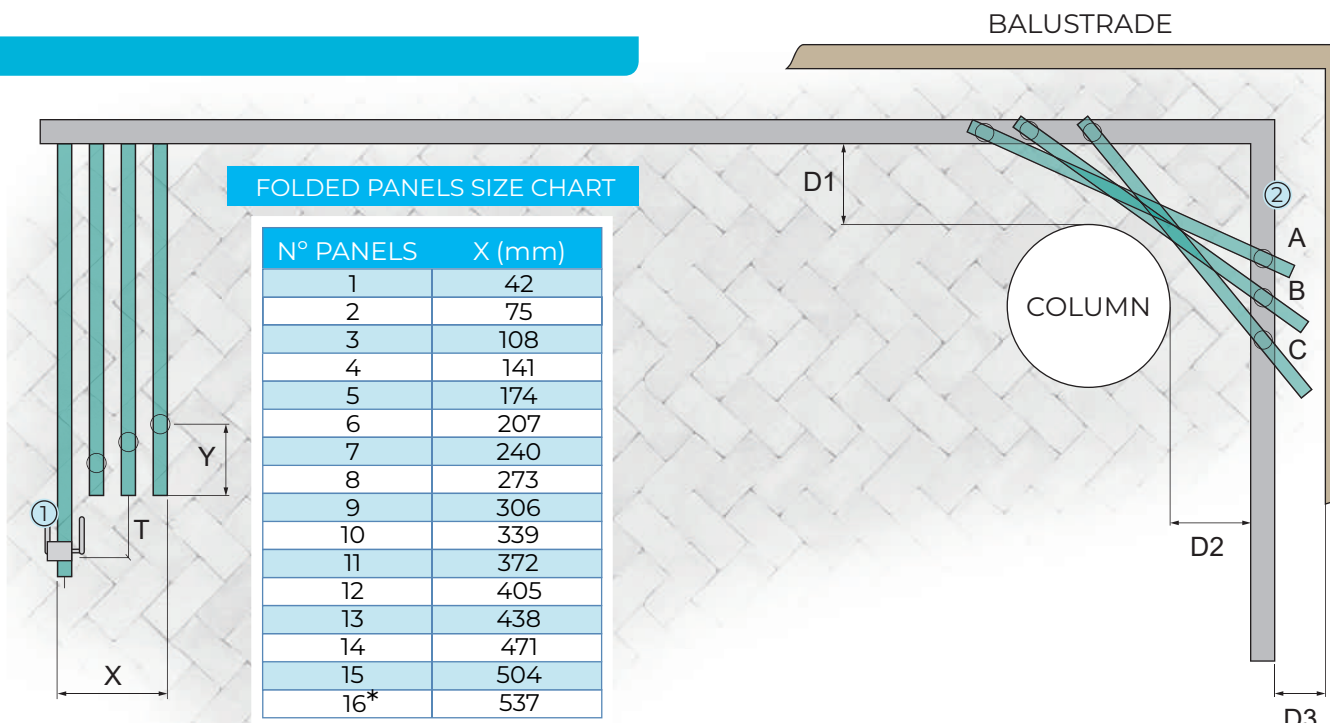 BALUSTRADE
FOLDED PANELS SIZE CHART
Nº PANELS X (mm)
1 42
2 75
3 108
4 141
5 174
6 207
7 240
8 273
9 306
10 339
11 372
12 405
13 438
14 471
15 504
16* 537
D1
2
A
B
C
COLUMN
Y
1
T
D2
X
D3